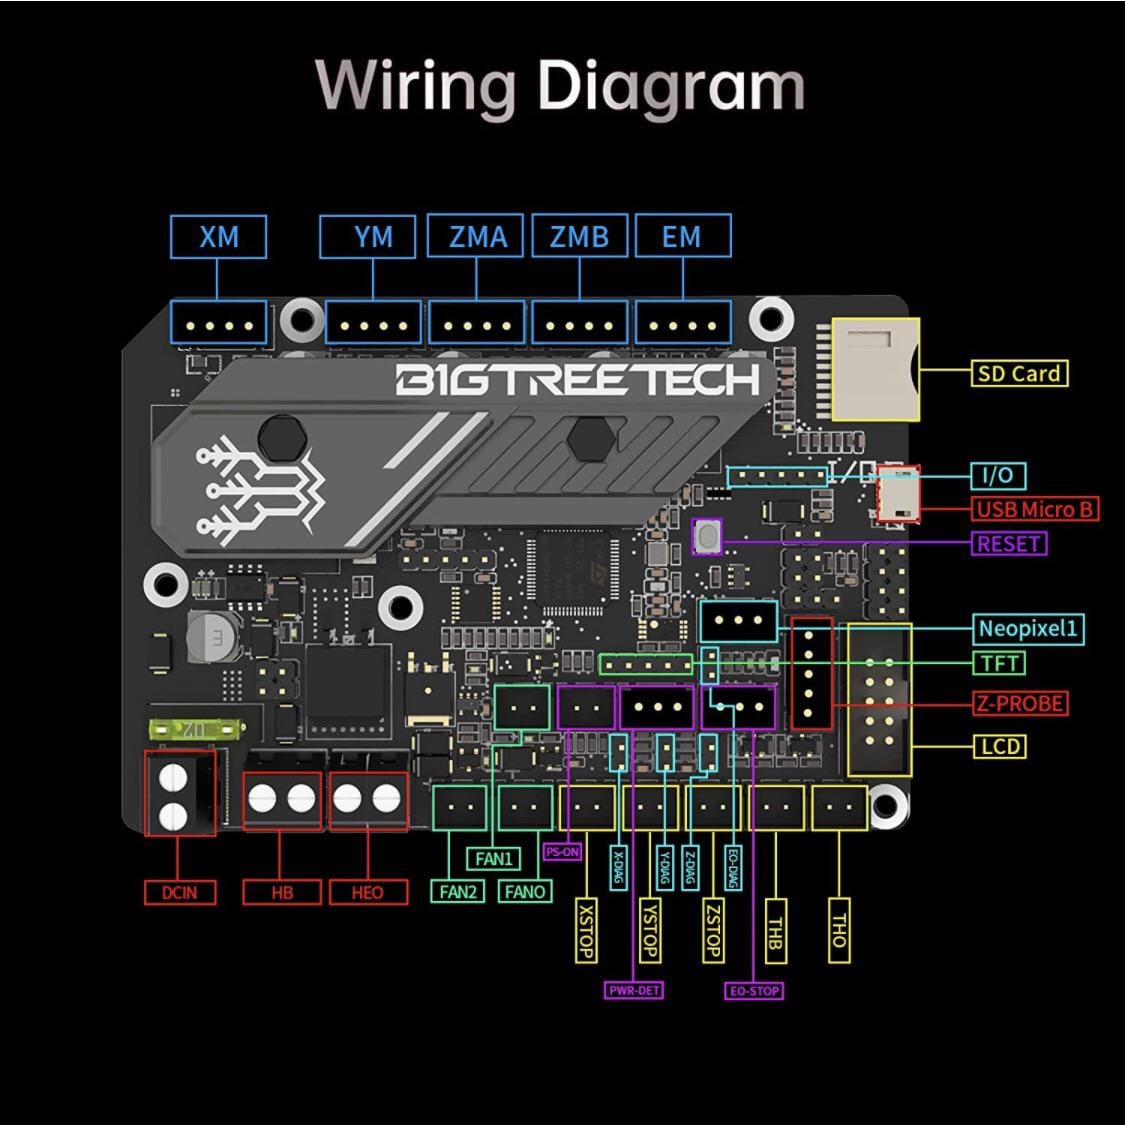 Wiring Diagram
XM
YM
ZMA
ZMB
EM
B1GTREETECH
SD Card
I/O
I/O
USB Micro B
RESET
Neopixel1
TFT
Z-PROBE
LCD
20
PS-ON
X-DIAG
Y-DIAG
Z-DIAG
EO-DIAG
FAN1
DCIN
HB
HEO
FAN2
FANO
XSTOP
YSTOP
ZSTOP
THB
THO
PWR-DET
EO-STOP